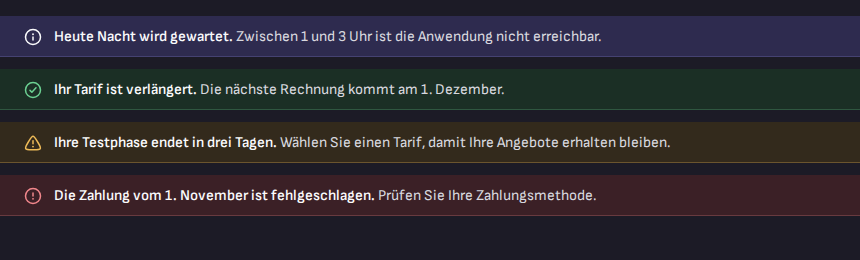 Heute Nacht wird gewartet. Zwischen 1 und 3 Uhr ist die Anwendung nicht erreichbar.
Ihr Tarif ist verlängert. Die nächste Rechnung kommt am 1. Dezember.
Ihre Testphase endet in drei Tagen. Wählen Sie einen Tarif, damit Ihre Angebote erhalten bleiben.
Die Zahlung vom 1. November ist fehlgeschlagen. Prüfen Sie Ihre Zahlungsmethode.